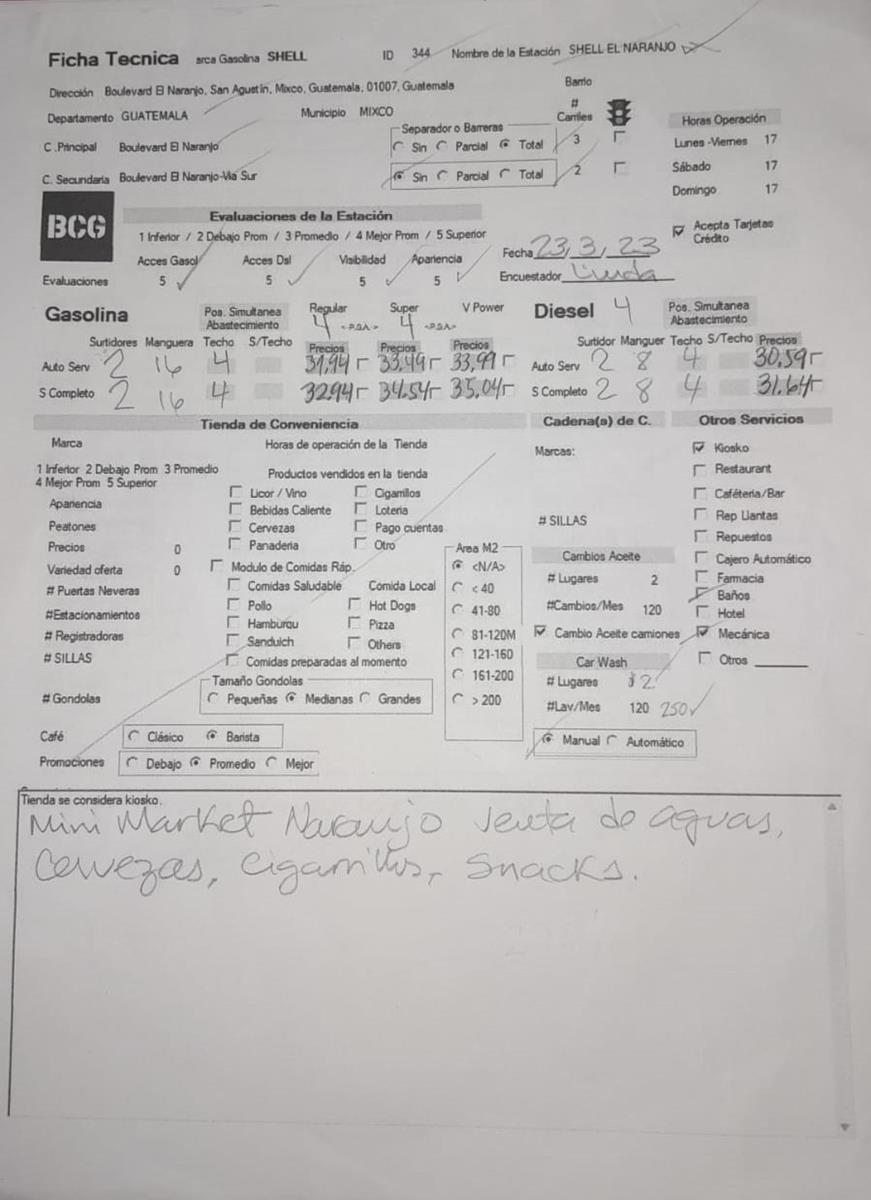 Ficha Tecnica arca Gasolina SHELL ID 344 Nombre de la Estación SHELL EL NARANJO
Dirección Boulevard El Naranjo, San Agustín, Mixco, Guatemala, 01007, Guatemala Barrio
Departamento GUATEMALA Municipio MIXCO # Carriles Horas Operación
Separador o Barreras
C .Principal Boulevard El Naranjo Sin Parcial Total 3 Lunes -Viernes 17
C. Secundaria Boulevard El Naranjo-Via Sur Sin Parcial Total 2 Sábado 17
Domingo 17
BCG Evaluaciones de la Estación
1 Inferior / 2 Debajo Prom / 3 Promedio / 4 Mejor Prom / 5 Superior
Acepta Tarjetas Crédito
Acces Gasol Acces Dsl Visibilidad Apariencia Fecha 23,3,23
Evaluaciones 5 5 5 5 Encuestador Linda
Gasolina Pos. Simultanea Abastecimiento Regular Super V Power Diesel 4 Pos. Simultanea Abastecimiento
4 <-P.S.A-> 4 <-P.S.A->
Surtidores Manguera Techo S/Techo Precios Precios Precios Surtidor Manguer Techo S/Techo Precios
Auto Serv 2 16 4 31.94 33.49 33.99 Auto Serv 2 8 4 30.59
S Completo 2 16 4 32.94 34.54 35.04 S Completo 2 8 4 31.64
Tienda de Conveniencia Cadena(s) de C. Otros Servicios
Marca Horas de operación de la Tienda Marcas: Kiosko
1 Inferior 2 Debajo Prom 3 Promedio
4 Mejor Prom 5 Superior
Productos vendidos en la tienda Restaurant
Apariencia Licor / Vino Cigarrillos Caféteria/Bar
Peatones Bebidas Caliente Loteria # SILLAS Rep Llantas
Cervezas Pago cuentas Repuestos
Precios 0 Panaderia Otro Area M2 Cambios Aceite Cajero Automático
Variedad oferta 0 Modulo de Comidas Ráp. <N/A> # Lugares 2 Farmacia
# Puertas Neveras Comidas Saludable Comida Local < 40 Baños
#Estacionamientos Pollo Hot Dogs 41-80 #Cambios/Mes 120 Hotel
# Registradoras Hamburqu Pizza 81-120M Cambio Aceite camiones Mecánica
# SILLAS Sanduich Others 121-160 Car Wash Otros
Comidas preparadas al momento 161-200 # Lugares 2
Tamaño Gondolas
# Gondolas Pequeñas Medianas Grandes > 200 #Lav/Mes 120 250
Café Clásico Barista Manual Automático
Promociones Debajo Promedio Mejor
Tienda se considera kiosko.
Mini Market Naranjo venta de aguas,
Cervezas, Cigarrillos, Snacks.